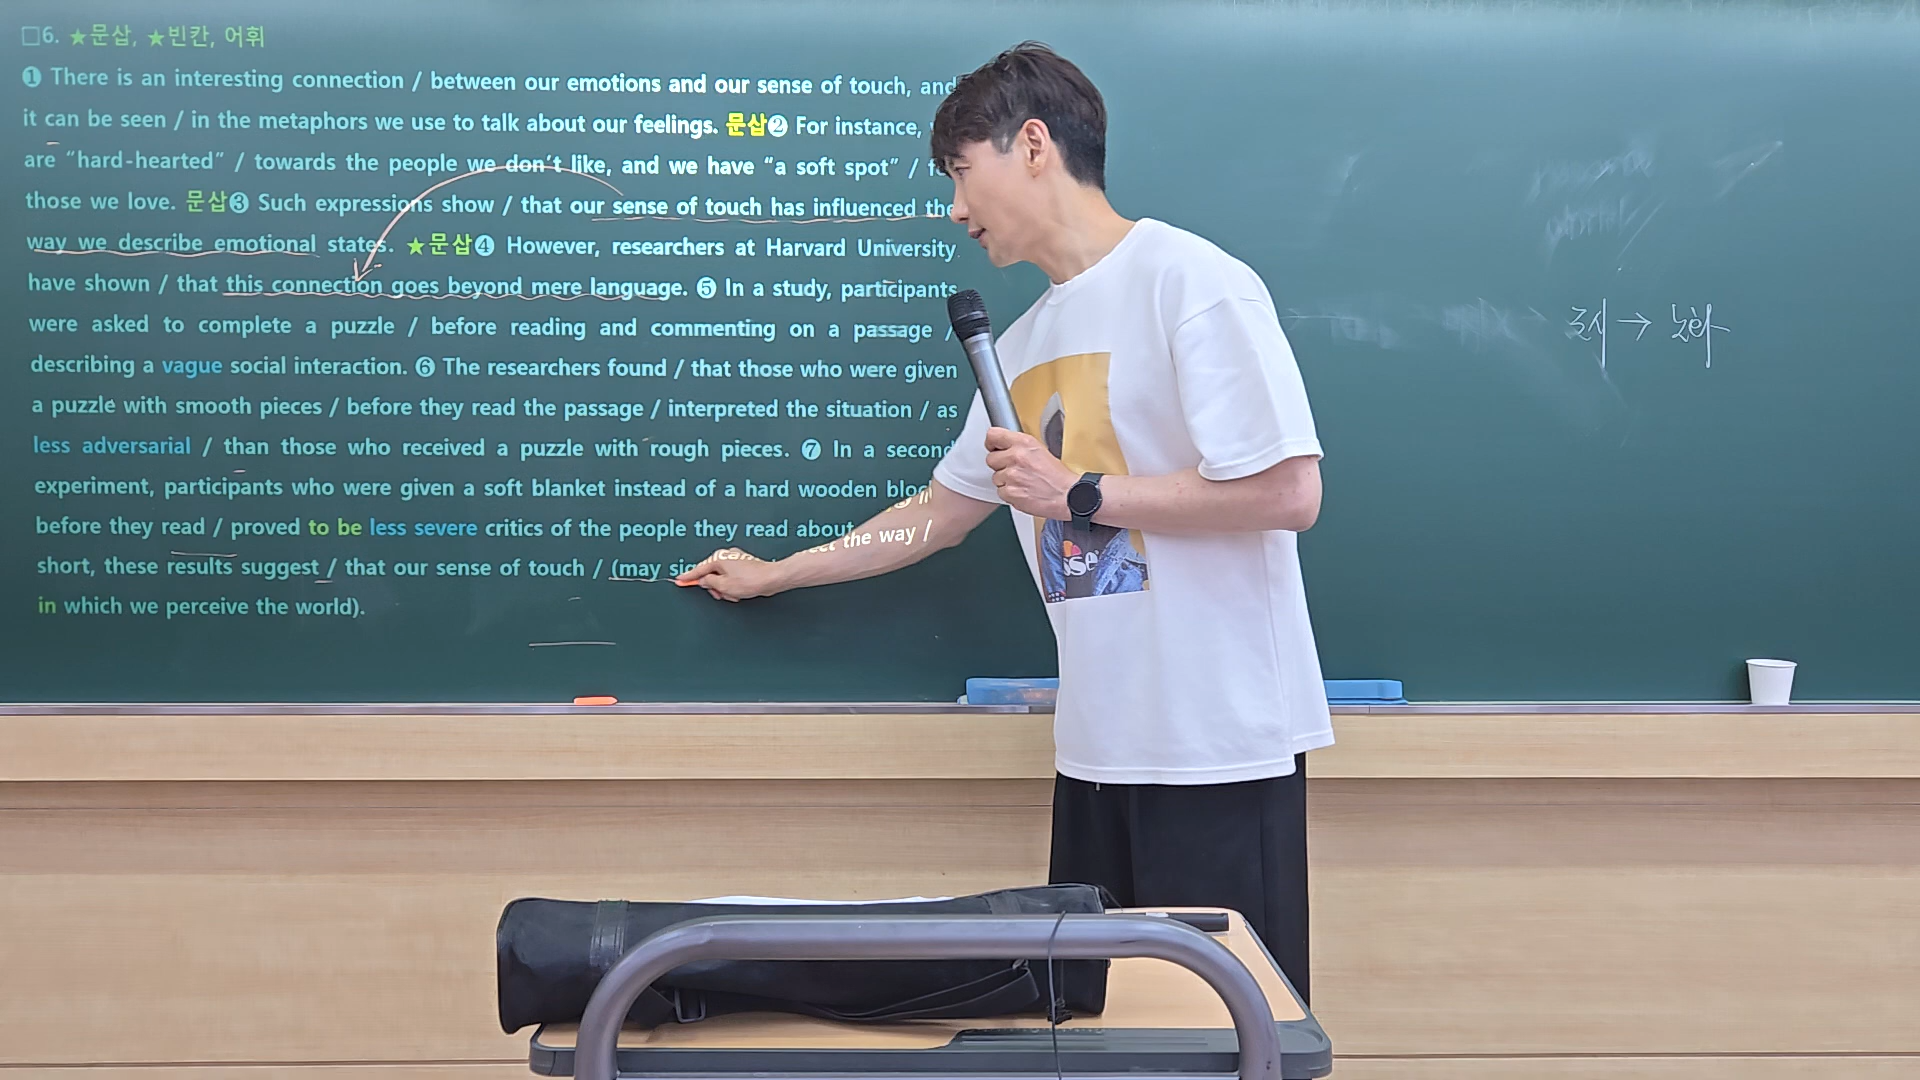 □6. ★문삽, ★빈칸, 어휘
❶ There is an interesting connection / between our emotions and our sense of touch, and
it can be seen / in the metaphors we use to talk about our feelings. 문삽❷ For instance,
are “hard-hearted” / towards the people we don’t like, and we have “a soft spot” /
those we love. 문삽❸ Such expressions show / that our sense of touch has influenced the
way we describe emotional states. ★문삽❹ However, researchers at Harvard University
have shown / that this connection goes beyond mere language. ❺ In a study, participants
were asked to complete a puzzle / before reading and commenting on a passage /
describing a vague social interaction. ❻ The researchers found / that those who were given
a puzzle with smooth pieces / before they read the passage / interpreted the situation / as
less adversarial / than those who received a puzzle with rough pieces. ❼ In a second
experiment, participants who were given a soft blanket instead of a hard wooden block
before they read / proved to be less severe critics of the people they read about
short, these results suggest / that our sense of touch / (may the way /
in which we perceive the world).